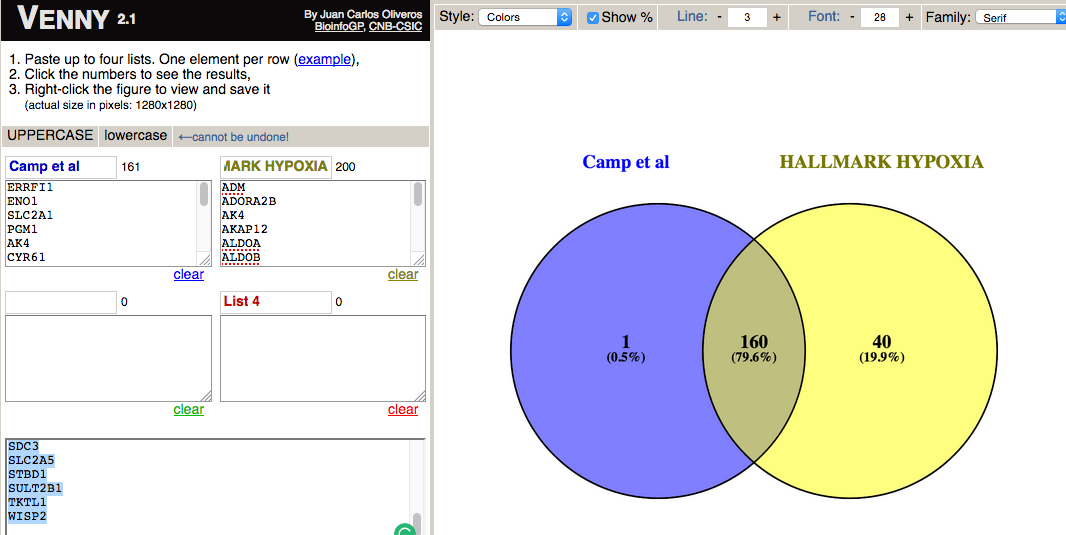 VENNY 2.1
By Juan Carlos Oliveros
BioinfoGP, CNB-CSIC
1. Paste up to four lists. One element per row (example),
2. Click the numbers to see the results,
3. Right-click the figure to view and save it
(actual size in pixels: 1280x1280)
UPPERCASE lowercase ←cannot be undone!
Camp et al 161
ERRFI1
ENO1
SLC2A1
PGM1
AK4
CYR61
clear
MARK HYPOXIA 200
ADM
ADORA2B
AK4
AKAP12
ALDOA
ALDOB
clear
0
clear
List 4 0
clear
SDC3
SLC2A5
STBD1
SULT2B1
TKTL1
WISP2
Style: Colors Show % Line: - 3 + Font: - 28 + Family: Serif
Camp et al HALLMARK HYPOXIA
1 160 40
(0.5%) (79.6%) (19.9%)